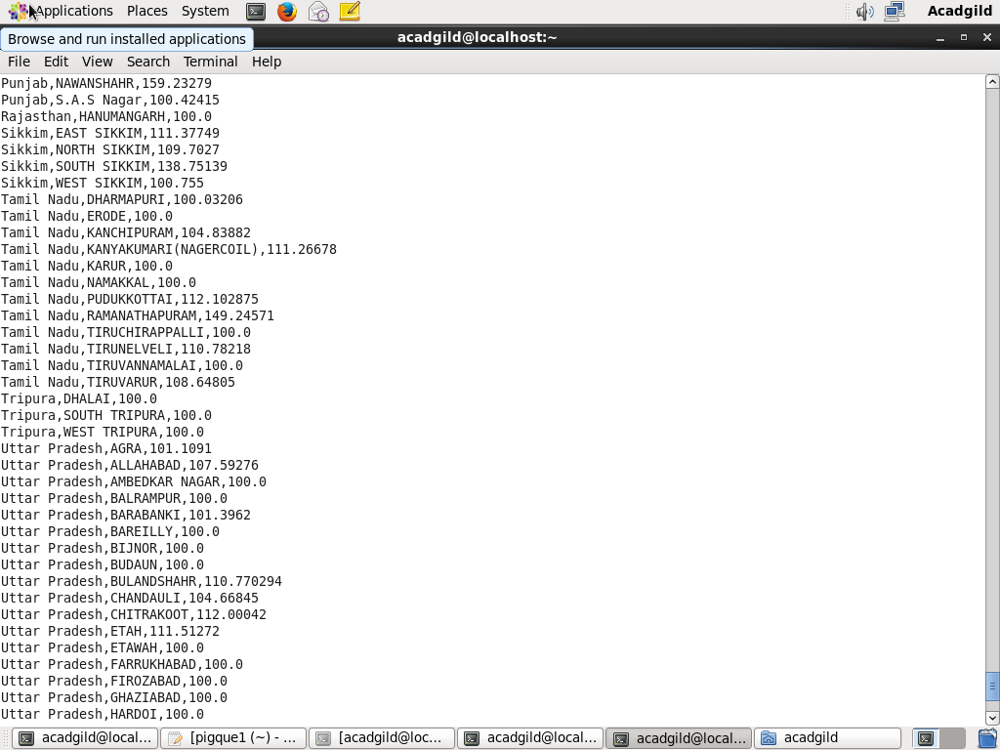 Applications Places System Acadgild
Browse and run installed applications
acadgild@localhost:~
File Edit View Search Terminal Help
Punjab,NAWANSHAHR,159.23279
Punjab,S.A.S Nagar,100.42415
Rajasthan,HANUMANGARH,100.0
Sikkim,EAST SIKKIM,111.37749
Sikkim,NORTH SIKKIM,109.7027
Sikkim,SOUTH SIKKIM,138.75139
Sikkim,WEST SIKKIM,100.755
Tamil Nadu,DHARMAPURI,100.03206
Tamil Nadu,ERODE,100.0
Tamil Nadu,KANCHIPURAM,104.83882
Tamil Nadu,KANYAKUMARI(NAGERCOIL),111.26678
Tamil Nadu,KARUR,100.0
Tamil Nadu,NAMAKKAL,100.0
Tamil Nadu,PUDUKKOTTAI,112.102875
Tamil Nadu,RAMANATHAPURAM,149.24571
Tamil Nadu,TIRUCHIRAPPALLI,100.0
Tamil Nadu,TIRUNELVELI,110.78218
Tamil Nadu,TIRUVANNAMALAI,100.0
Tamil Nadu,TIRUVARUR,108.64805
Tripura,DHALAI,100.0
Tripura,SOUTH TRIPURA,100.0
Tripura,WEST TRIPURA,100.0
Uttar Pradesh,AGRA,101.1091
Uttar Pradesh,ALLAHABAD,107.59276
Uttar Pradesh,AMBEDKAR NAGAR,100.0
Uttar Pradesh,BALRAMPUR,100.0
Uttar Pradesh,BARABANKI,101.3962
Uttar Pradesh,BAREILLY,100.0
Uttar Pradesh,BIJNOR,100.0
Uttar Pradesh,BUDAUN,100.0
Uttar Pradesh,BULANDSHAHR,110.770294
Uttar Pradesh,CHANDAULI,104.66845
Uttar Pradesh,CHITRAKOOT,112.00042
Uttar Pradesh,ETAH,111.51272
Uttar Pradesh,ETAWAH,100.0
Uttar Pradesh,FARRUKHABAD,100.0
Uttar Pradesh,FIROZABAD,100.0
Uttar Pradesh,GHAZIABAD,100.0
Uttar Pradesh,HARDOI,100.0
acadgild@local... [pigque1 (~) - ... [acadgild@loc... acadgild@local... acadgild@local... acadgild